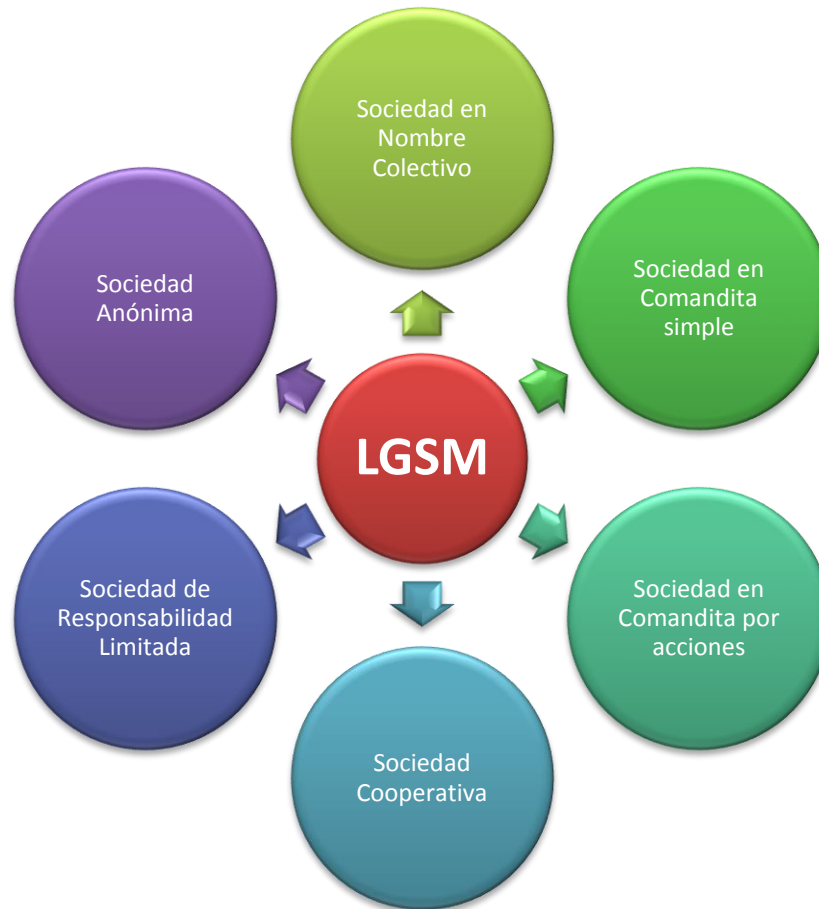 Sociedad en
Nombre
Colectivo
Sociedad
Anónima
Sociedad en
Comandita
simple
LGSM
Sociedad de
Responsabilidad
Limitada
Sociedad en
Comandita por
acciones
Sociedad
Cooperativa